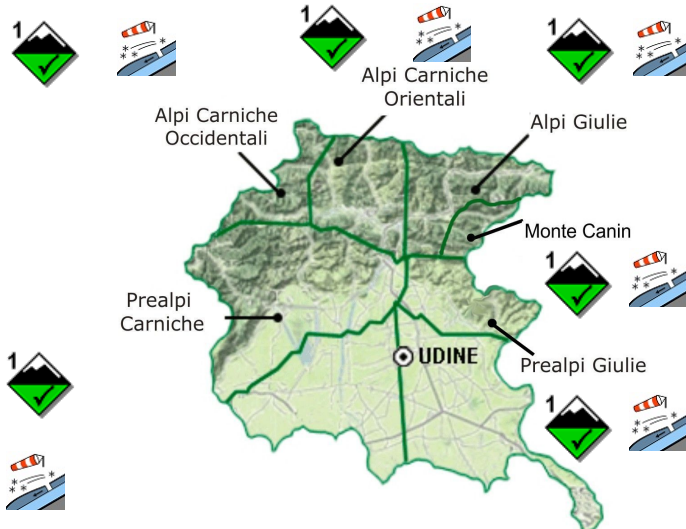 1
1
1
Alpi Carniche
Orientali
Alpi Carniche
Occidentali
Alpi Giulie
Monte Canin
1
Prealpi
Carniche
1
UDINE
Prealpi Giulie
1